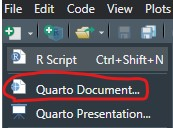 File Edit Code View Plots
R Script Ctrl+Shift+N
Quarto Document...
Quarto Presentation...